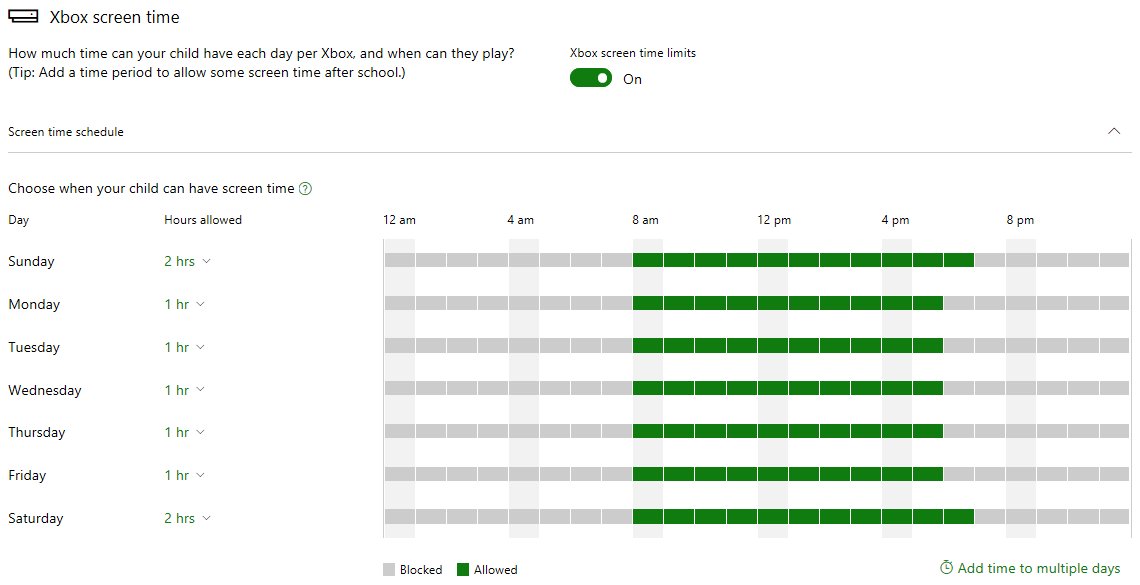 Xbox screen time
How much time can your child have each day per Xbox, and when can they play?
(Tip: Add a time period to allow some screen time after school.)
Xbox screen time limits
On
Screen time schedule
Choose when your child can have screen time ?
Day Hours allowed 12 am 4 am 8 am 12 pm 4 pm 8 pm
Sunday 2 hrs
Monday 1 hr
Tuesday 1 hr
Wednesday 1 hr
Thursday 1 hr
Friday 1 hr
Saturday 2 hrs
Blocked Allowed Add time to multiple days